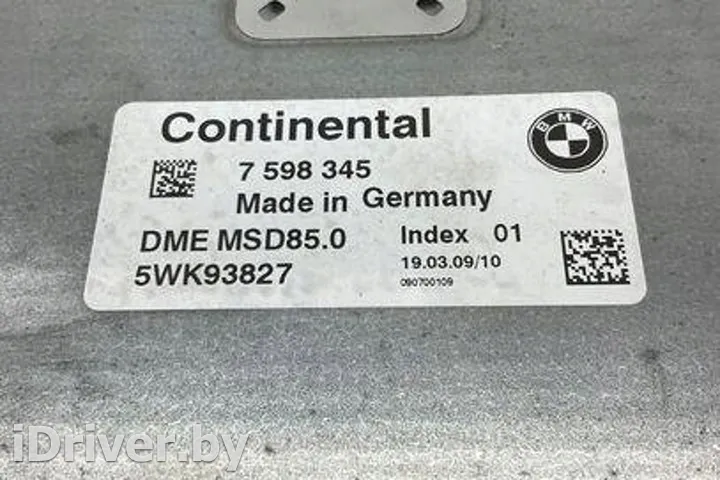 Continental
BMW
7 598 345
Made in Germany
DME MSD85.0 Index 01
5WK93827 19.03.09/10
090700109
iDriver.by